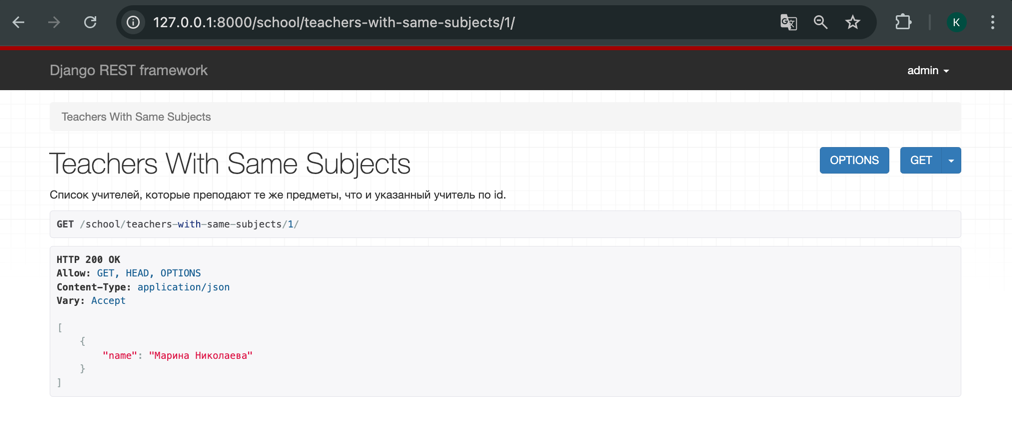 127.0.0.1:8000/school/teachers-with-same-subjects/1/
K
Django REST framework
admin
Teachers With Same Subjects
Teachers With Same Subjects
OPTIONS
GET
Список учителей, которые преподают те же предметы, что и указанный учитель по id.
GET /school/teachers-with-same-subjects/1/
HTTP 200 OK
Allow: GET, HEAD, OPTIONS
Content-Type: application/json
Vary: Accept
[
{
"name": "Марина Николаева"
}
]